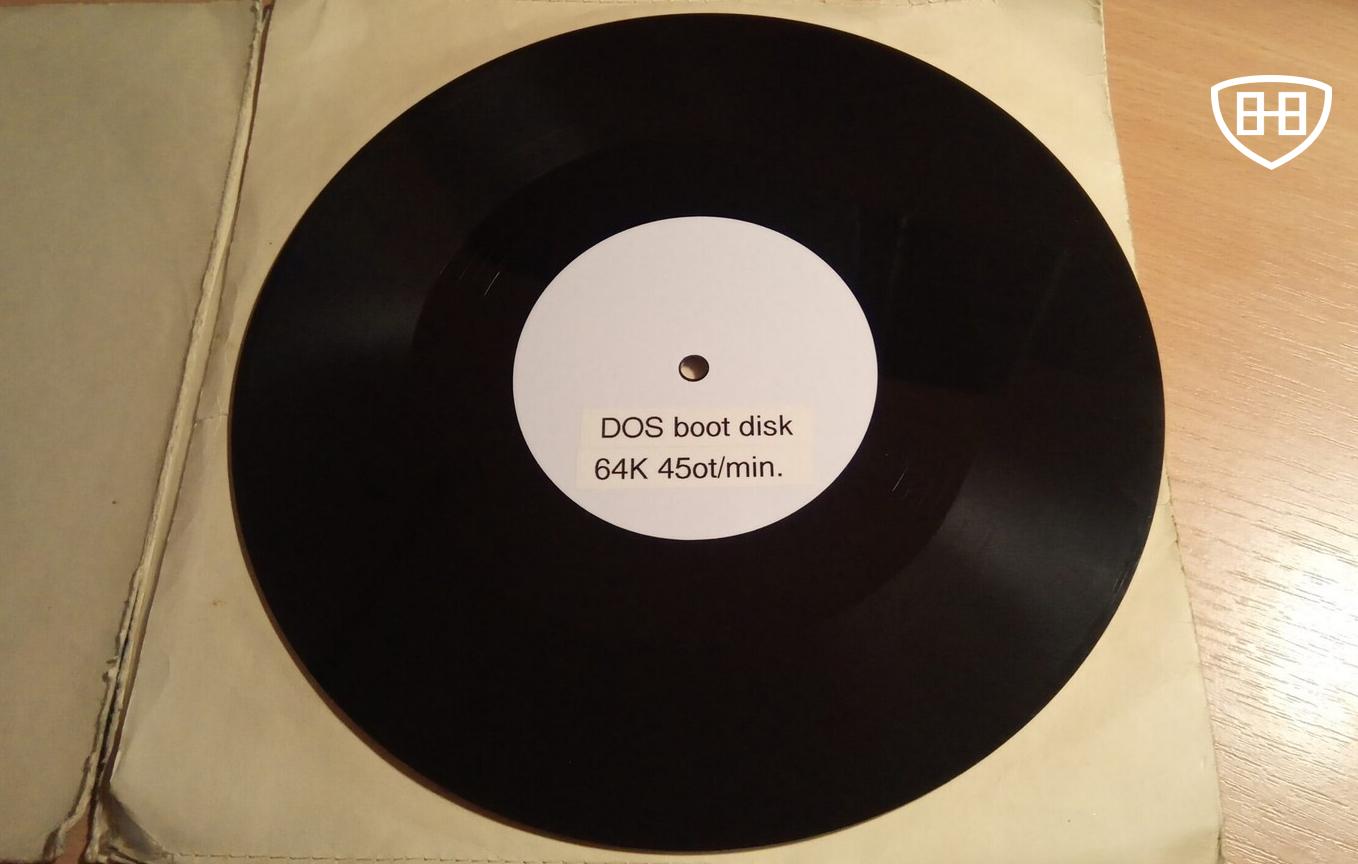 DOS boot disk
64K 45ot/min.